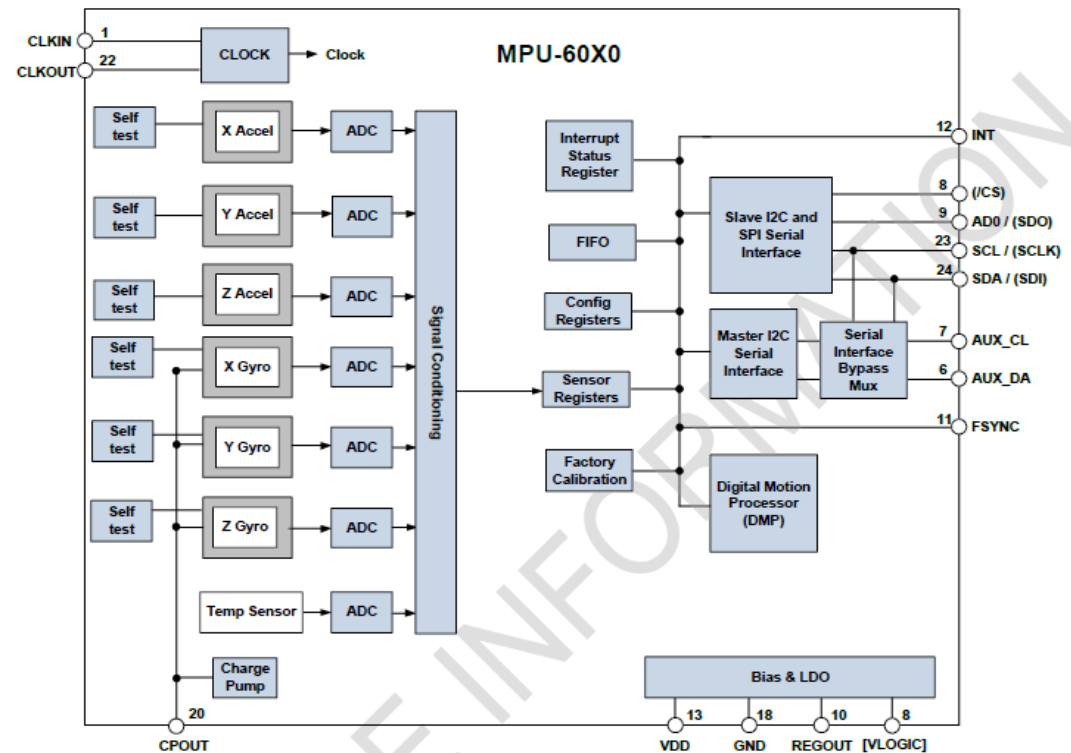 MPU-60X0
CLKIN
1
CLKOUT
22
CLOCK
Clock
Self
test
X Accel
ADC
Self
test
Y Accel
ADC
Self
test
Z Accel
ADC
Self
test
X Gyro
ADC
Self
test
Y Gyro
ADC
Self
test
Z Gyro
ADC
Temp Sensor
ADC
Signal Conditioning
Charge
Pump
20
CPOUT
Interrupt
Status
Register
FIFO
Config
Registers
Sensor
Registers
Factory
Calibration
Slave I2C and
SPI Serial
Interface
Master I2C
Serial
Interface
Serial
Interface
Bypass
Mux
Digital Motion
Processor
(DMP)
12
INT
8
(/CS)
9
AD0 / (SDO)
23
SCL / (SCLK)
24
SDA / (SDI)
7
AUX_CL
6
AUX_DA
11
FSYNC
Bias & LDO
13
18
10
8
VDD
GND
REGOUT
[VLOGIC]
INFORMATION